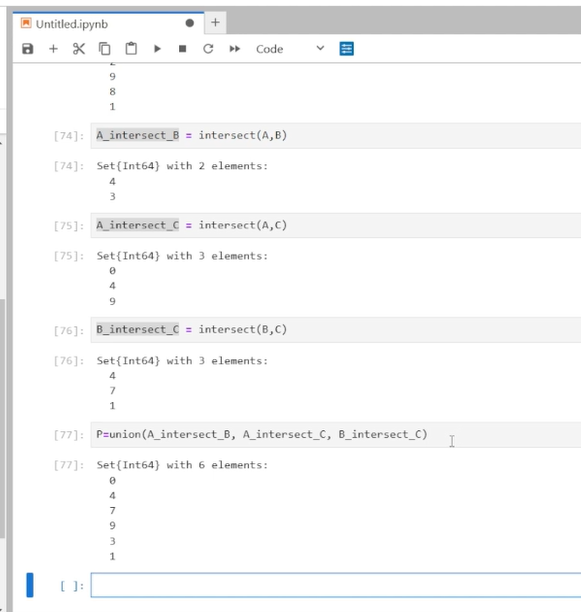 Untitled.ipynb
Code
9
8
1
[74]: A_intersect_B = intersect(A,B)
[74]: Set{Int64} with 2 elements:
4
3
[75]: A_intersect_C = intersect(A,C)
[75]: Set{Int64} with 3 elements:
0
4
9
[76]: B_intersect_C = intersect(B,C)
[76]: Set{Int64} with 3 elements:
4
7
1
[77]: P=union(A_intersect_B, A_intersect_C, B_intersect_C)
[77]: Set{Int64} with 6 elements:
0
4
7
9
3
1
[ ]: